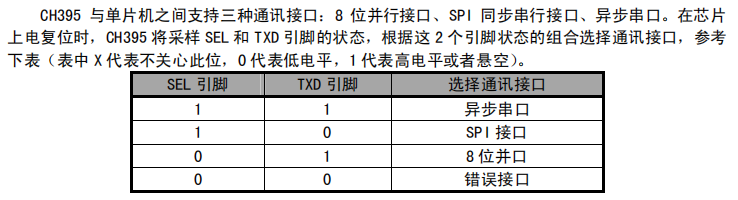 CH395 与单片机之间支持三种通讯接口：8 位并行接口、SPI 同步串行接口、异步串口。在芯片
上电复位时，CH395 将采样 SEL 和 TXD 引脚的状态，根据这 2 个引脚状态的组合选择通讯接口，参考
下表（表中 X 代表不关心此位，0 代表低电平，1 代表高电平或者悬空）。
SEL 引脚 TXD 引脚 选择通讯接口
1 1 异步串口
1 0 SPI 接口
0 1 8 位并口
0 0 错误接口